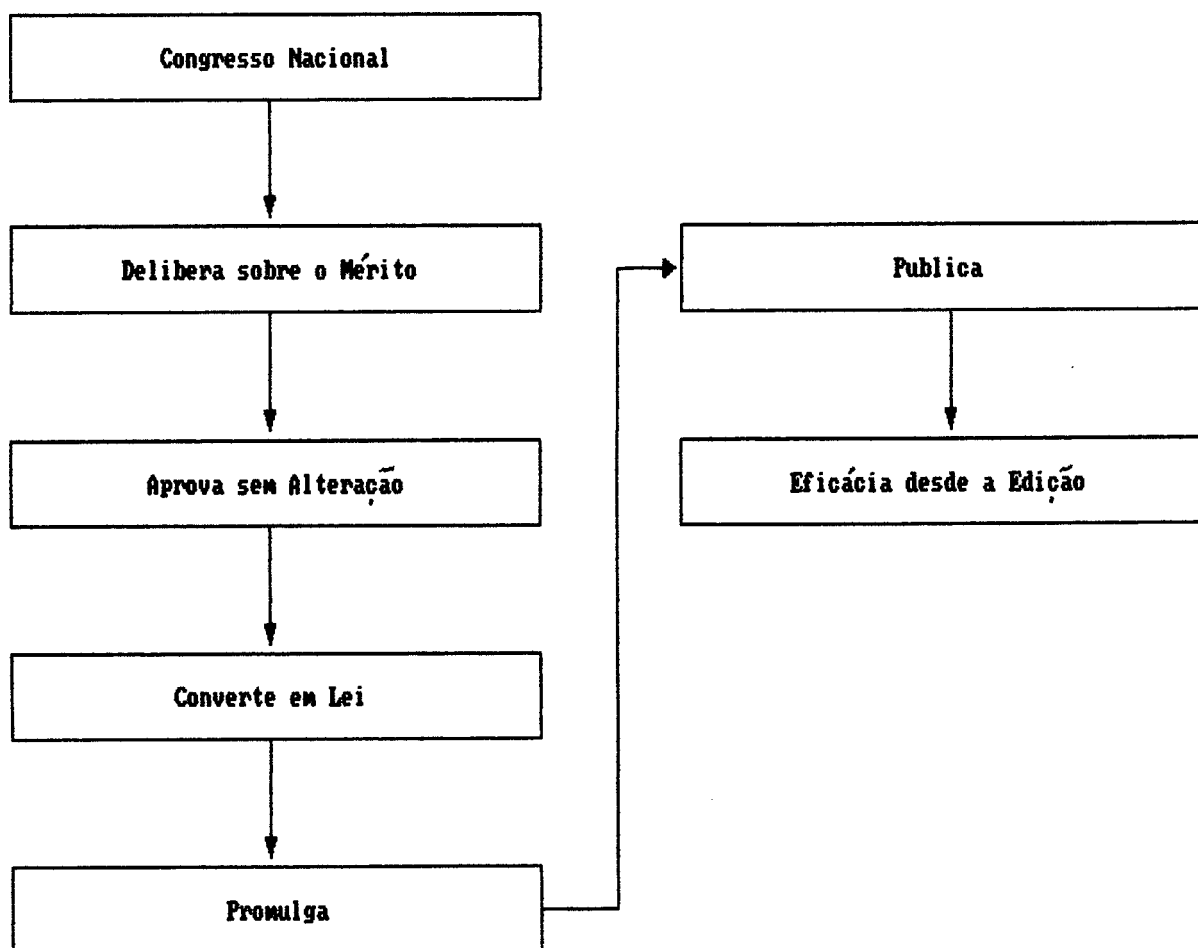 Congresso Nacional
Delibera sobre o Mérito
Aprova sem Alteração
Converte em Lei
Promulga
Publica
Eficácia desde a Edição